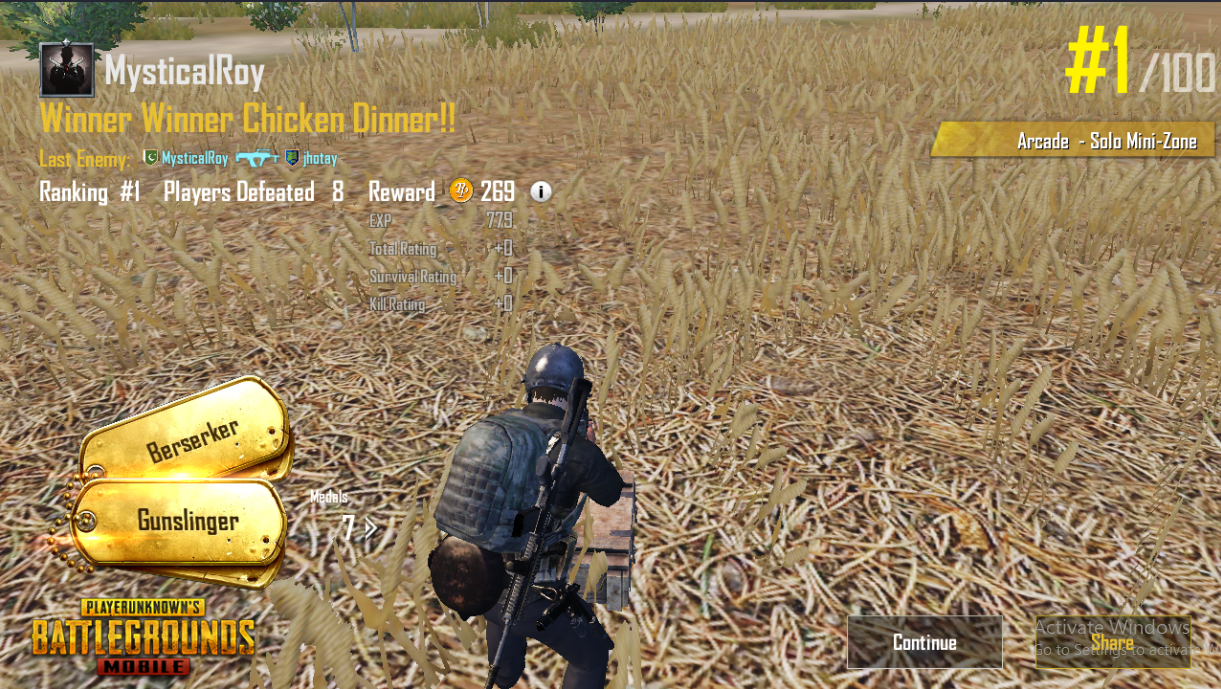 MysticalRoy
#1/100
Winner Winner Chicken Dinner!!
Arcade - Solo Mini-Zone
Last Enemy: MysticalRoy jhotay
Ranking #1 Players Defeated 8 Reward 269 i
EXP 779
Total Rating +0
Survival Rating +0
Kill Rating +0
Berserker
Gunslinger
Medals
7 »
PLAYERUNKNOWN'S
BATTLEGROUNDS
MOBILE
Continue
Share
Activate Windows
Go to Settings to activate W